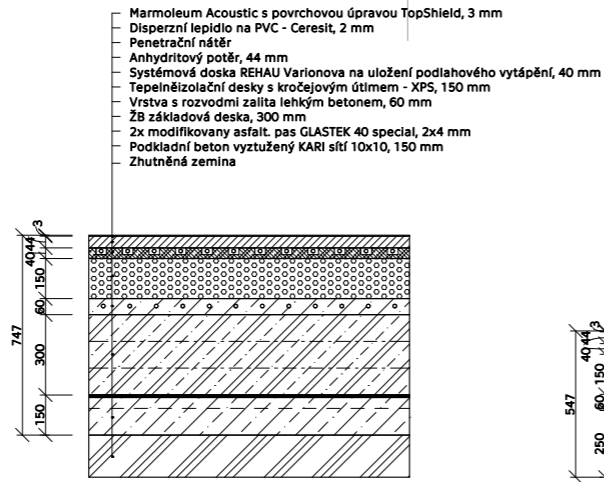 Marmoleum Acoustic s povrchovou úpravou TopShield, 3 mm
Disperzní lepidlo na PVC - Ceresit, 2 mm
Penetrační nátěr
Anhydritový potěr, 44 mm
Systémová doska REHAU Varionova na uložení podlahového vytápění, 40 mm
Tepelněizolační desky s kročejovým útlmem - XPS, 150 mm
Vrstva s rozvodmi zalita lehkým betonem, 60 mm
ŽB základová deska, 300 mm
2x modifikovany asfalt. pas GLASTEK 40 special, 2x4 mm
Podkladní beton vyztužený KARI sítí 10x10, 150 mm
Zhutněná zemina
3
44
40
150
60
300
150
747
3
44
40
150
60
250
547